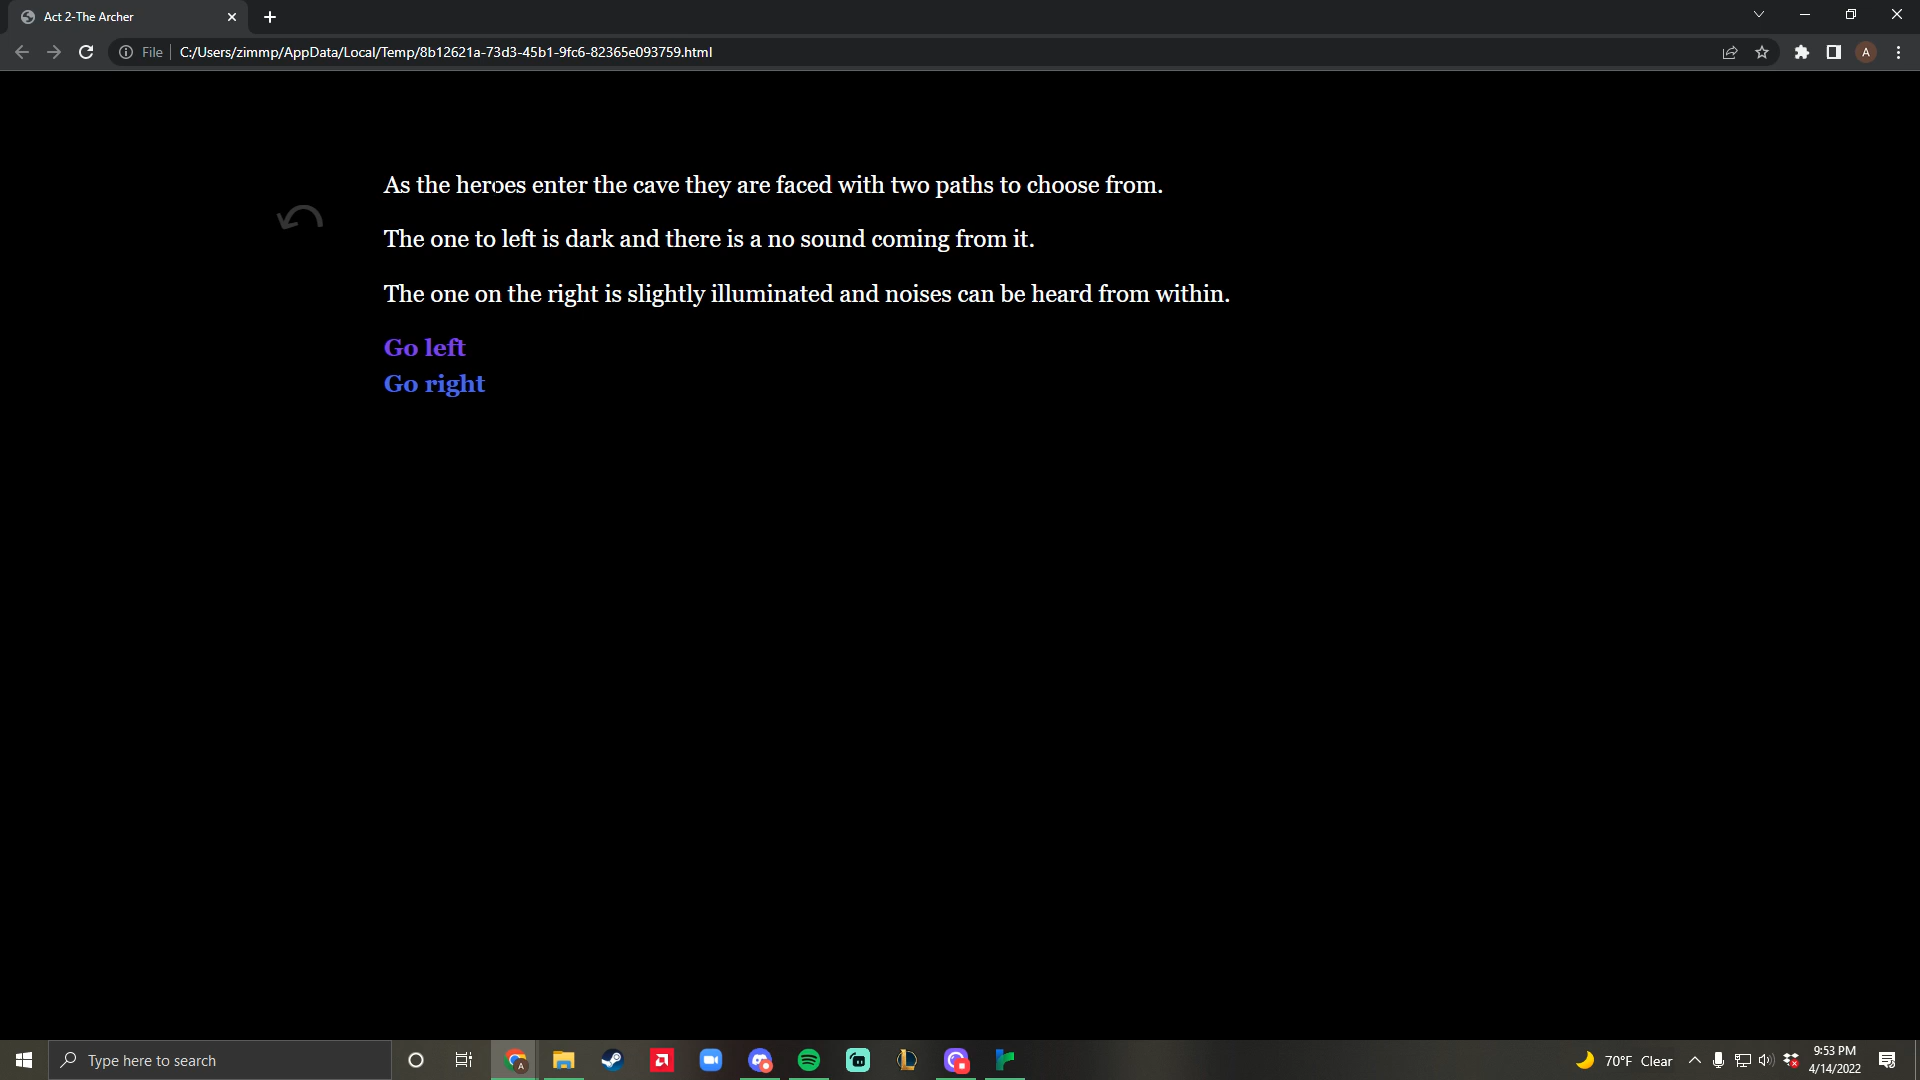 Act 2-The Archer
File
C:/Users/zimmp/AppData/Local/Temp/8b12621a-73d3-45b1-9fc6-82365e093759.html
A
As the heroes enter the cave they are faced with two paths to choose from.
The one to left is dark and there is a no sound coming from it.
The one on the right is slightly illuminated and noises can be heard from within.
Go left
Go right
Type here to search
A
70°F Clear
9:53 PM
4/14/2022